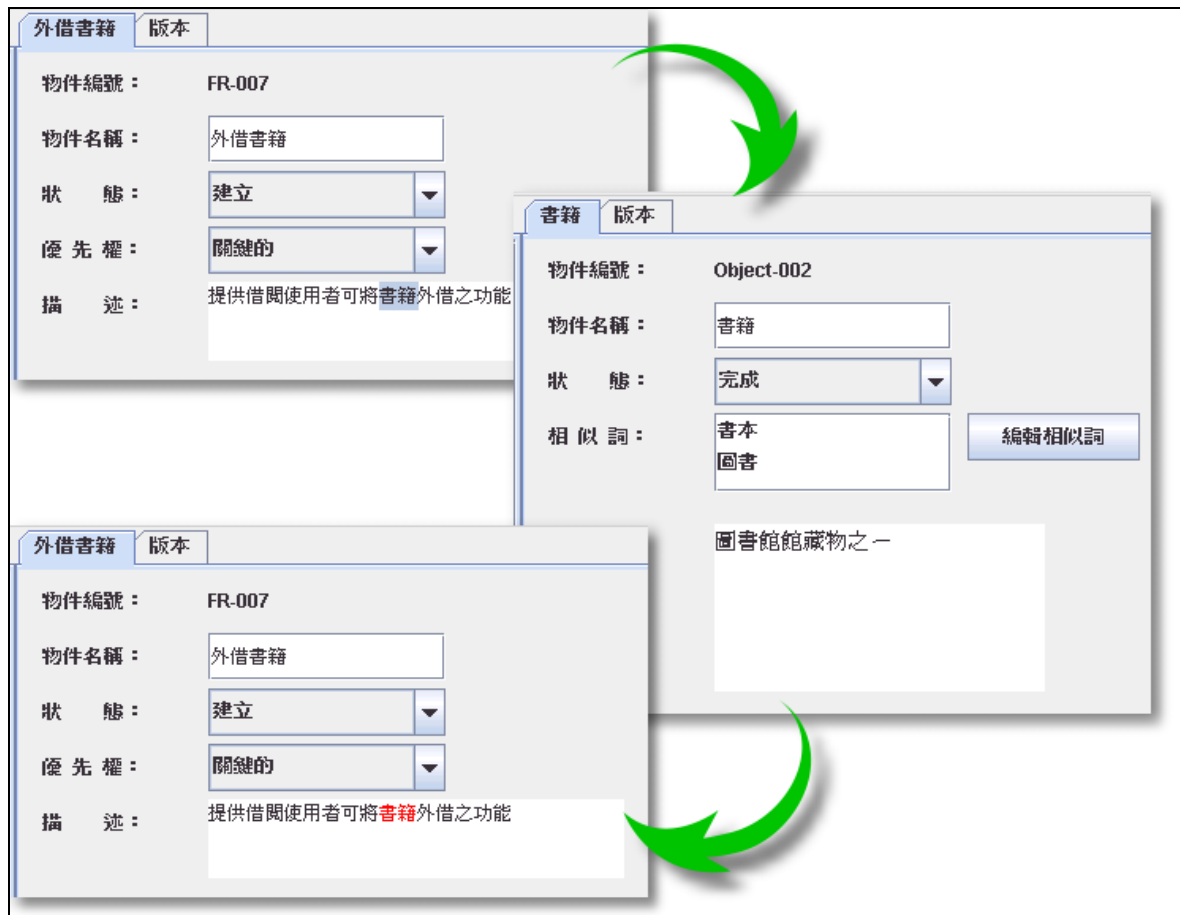 外借書籍 版本
物件編號： FR-007
物件名稱： 外借書籍
狀 態： 建立
優 先 權： 關鍵的
描 述： 提供借閱使用者可將書籍外借之功能
書籍 版本
物件編號： Object-002
物件名稱： 書籍
狀 態： 完成
相 似 詞： 書本
圖書
編輯相似詞
圖書館館藏物之一
外借書籍 版本
物件編號： FR-007
物件名稱： 外借書籍
狀 態： 建立
優 先 權： 關鍵的
描 述： 提供借閱使用者可將書籍外借之功能